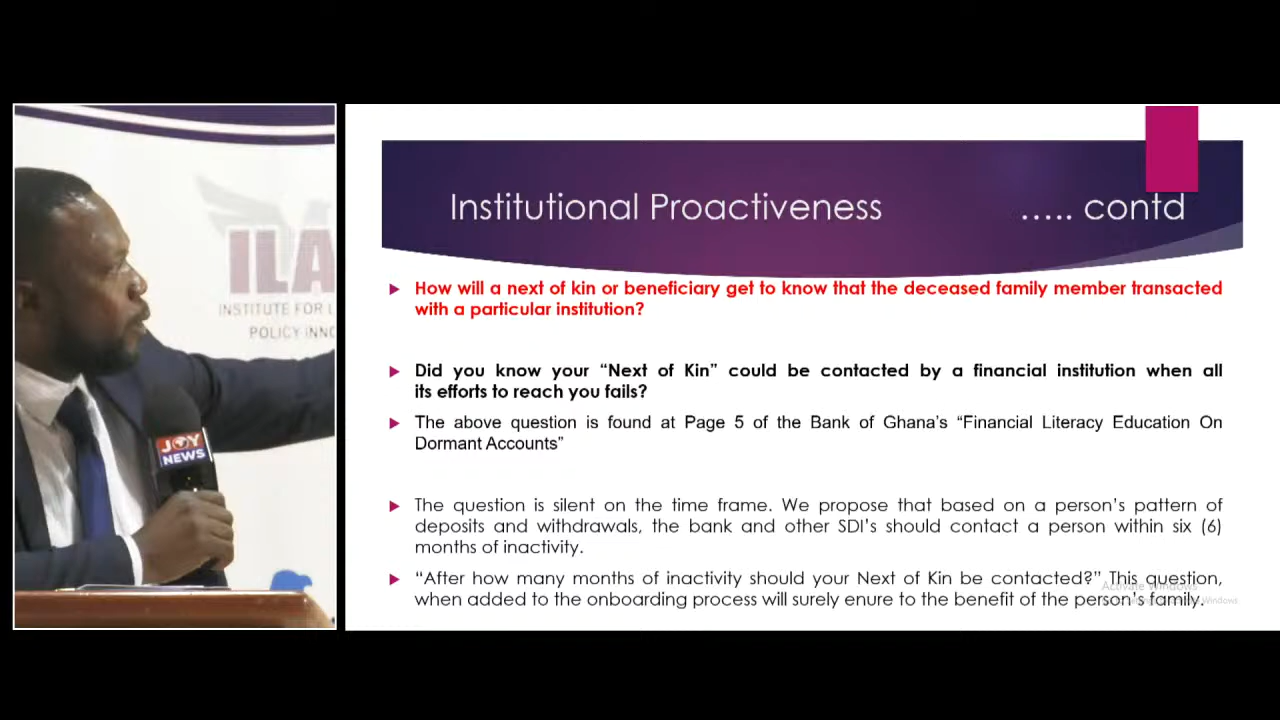 ILA
INSTITUTE FOR L
POLICY INNO
JOY
NEWS
Institutional Proactiveness ..... contd
How will a next of kin or beneficiary get to know that the deceased family member transacted
with a particular institution?
Did you know your “Next of Kin” could be contacted by a financial institution when all
its efforts to reach you fails?
The above question is found at Page 5 of the Bank of Ghana’s “Financial Literacy Education On
Dormant Accounts”
The question is silent on the time frame. We propose that based on a person’s pattern of
deposits and withdrawals, the bank and other SDI’s should contact a person within six (6)
months of inactivity.
“After how many months of inactivity should your Next of Kin be contacted?” This question,
when added to the onboarding process will surely enure to the benefit of the person’s family.
Activate Windows